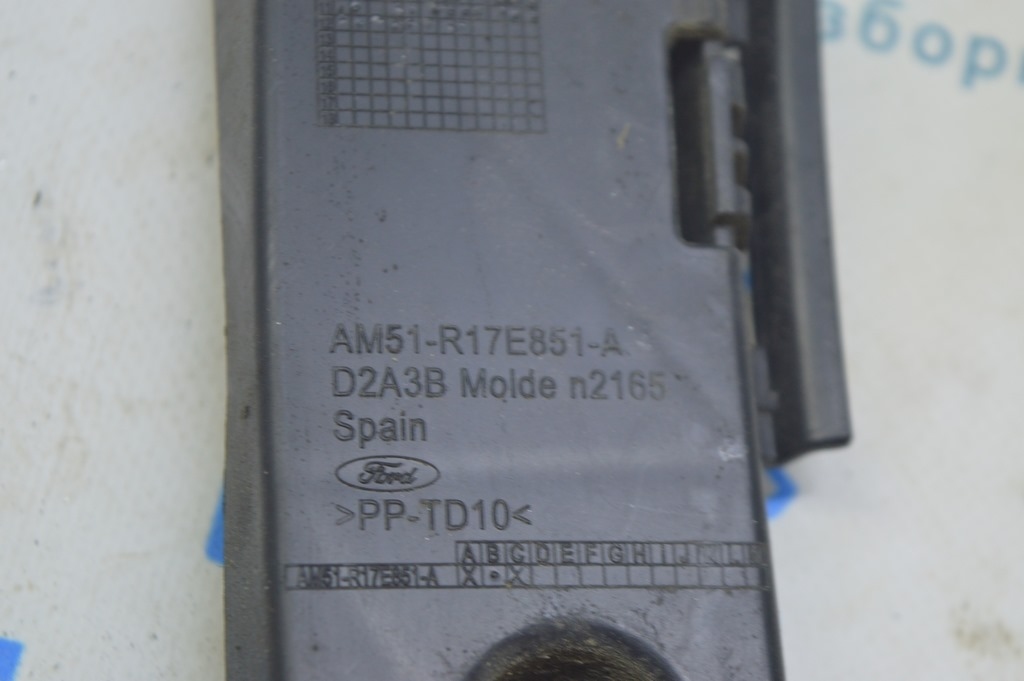 AM51-R17E851-A
D2A3B Molde n2165
Spain
Ford
>PP-TD10<
A B C D E F G H I J K L
AM51-R17E851-A X • X